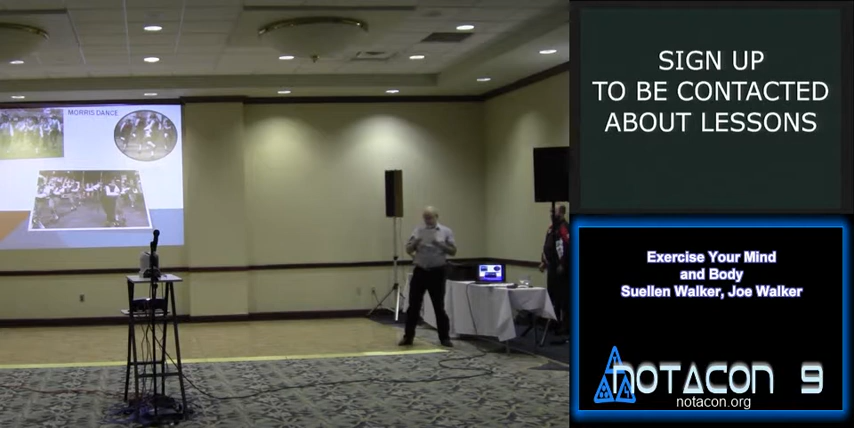 MORRIS DANCE
SIGN UP
TO BE CONTACTED
ABOUT LESSONS
Exercise Your Mind
and Body
Suellen Walker, Joe Walker
NOTACON 9
notacon.org